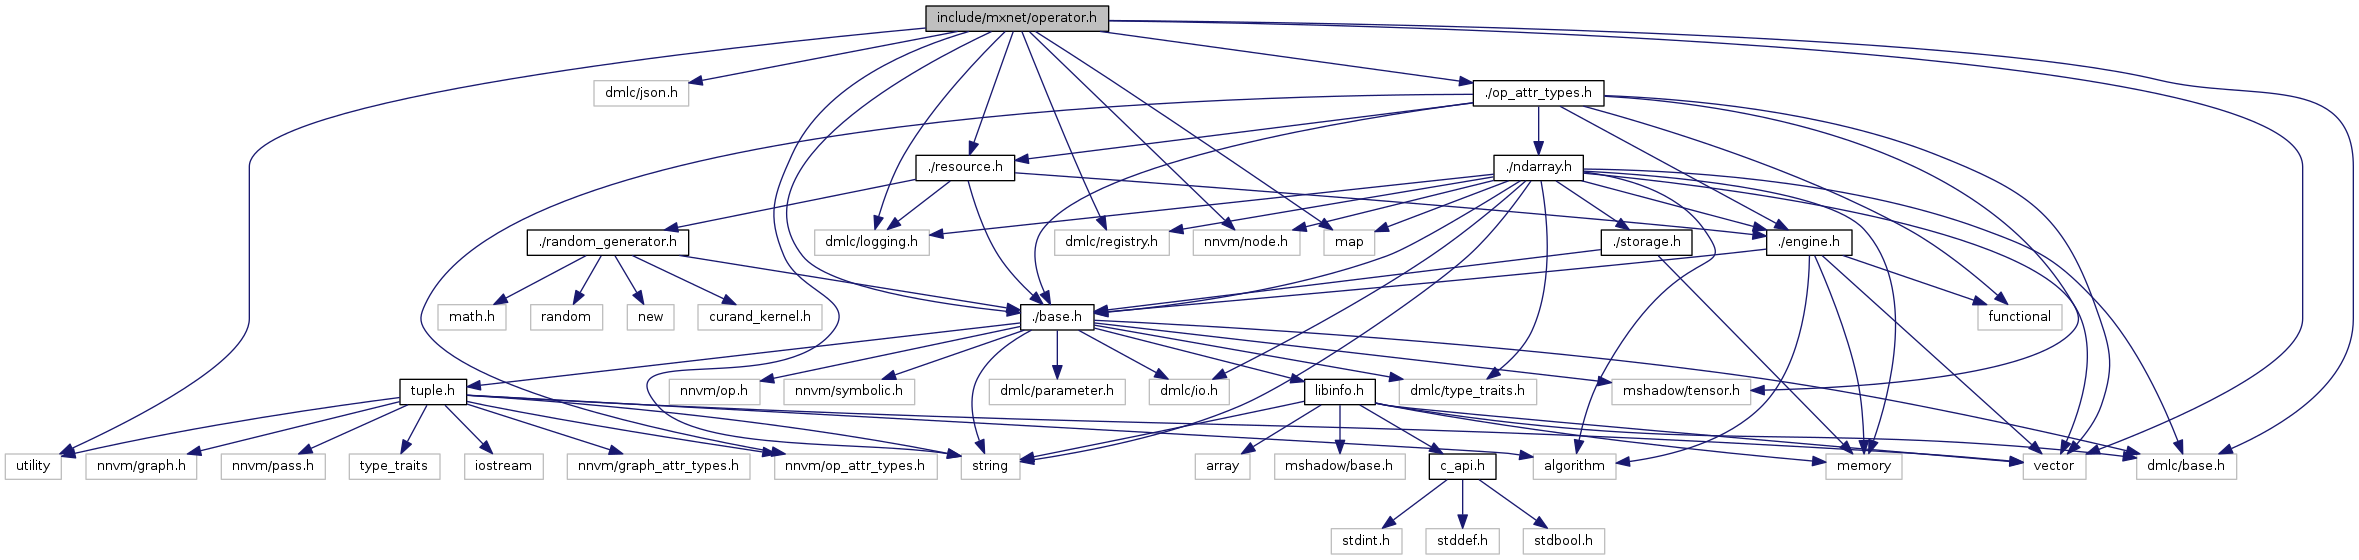 include/mxnet/operator.h
dmlc/json.h
./op_attr_types.h
./resource.h
./ndarray.h
./random_generator.h
dmlc/logging.h
dmlc/registry.h
nnvm/node.h
map
./storage.h
./engine.h
math.h
random
new
curand_kernel.h
./base.h
functional
tuple.h
nnvm/op.h
nnvm/symbolic.h
dmlc/parameter.h
dmlc/io.h
libinfo.h
dmlc/type_traits.h
mshadow/tensor.h
utility
nnvm/graph.h
nnvm/pass.h
type_traits
iostream
nnvm/graph_attr_types.h
nnvm/op_attr_types.h
string
array
mshadow/base.h
c_api.h
algorithm
memory
vector
dmlc/base.h
stdint.h
stddef.h
stdbool.h